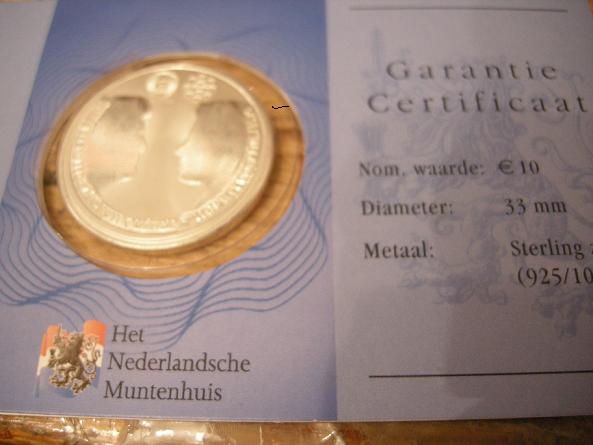 Garantie
Certificaat
Nom. waarde: € 10
Diameter: 33 mm
Metaal: Sterling
(925/10
Het
Nederlandsche
Muntenhuis